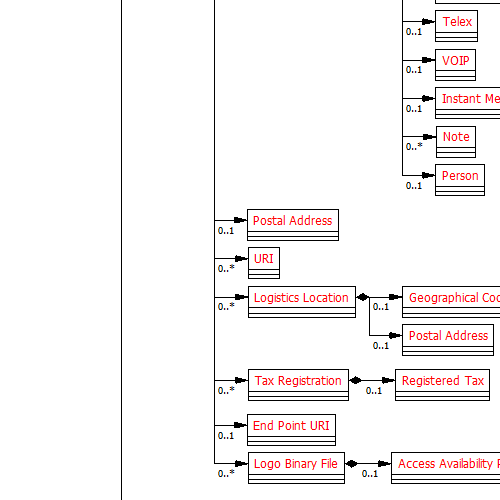 Telex
0..1
VOIP
0..1
Instant Me
0..1
Note
0..*
Person
0..1
Postal Address
0..1
URI
0..*
Logistics Location
0..*
Geographical Coo
0..1
Postal Address
0..1
Tax Registration
0..*
Registered Tax
0..1
End Point URI
0..1
Logo Binary File
0..*
Access Availability
0..1